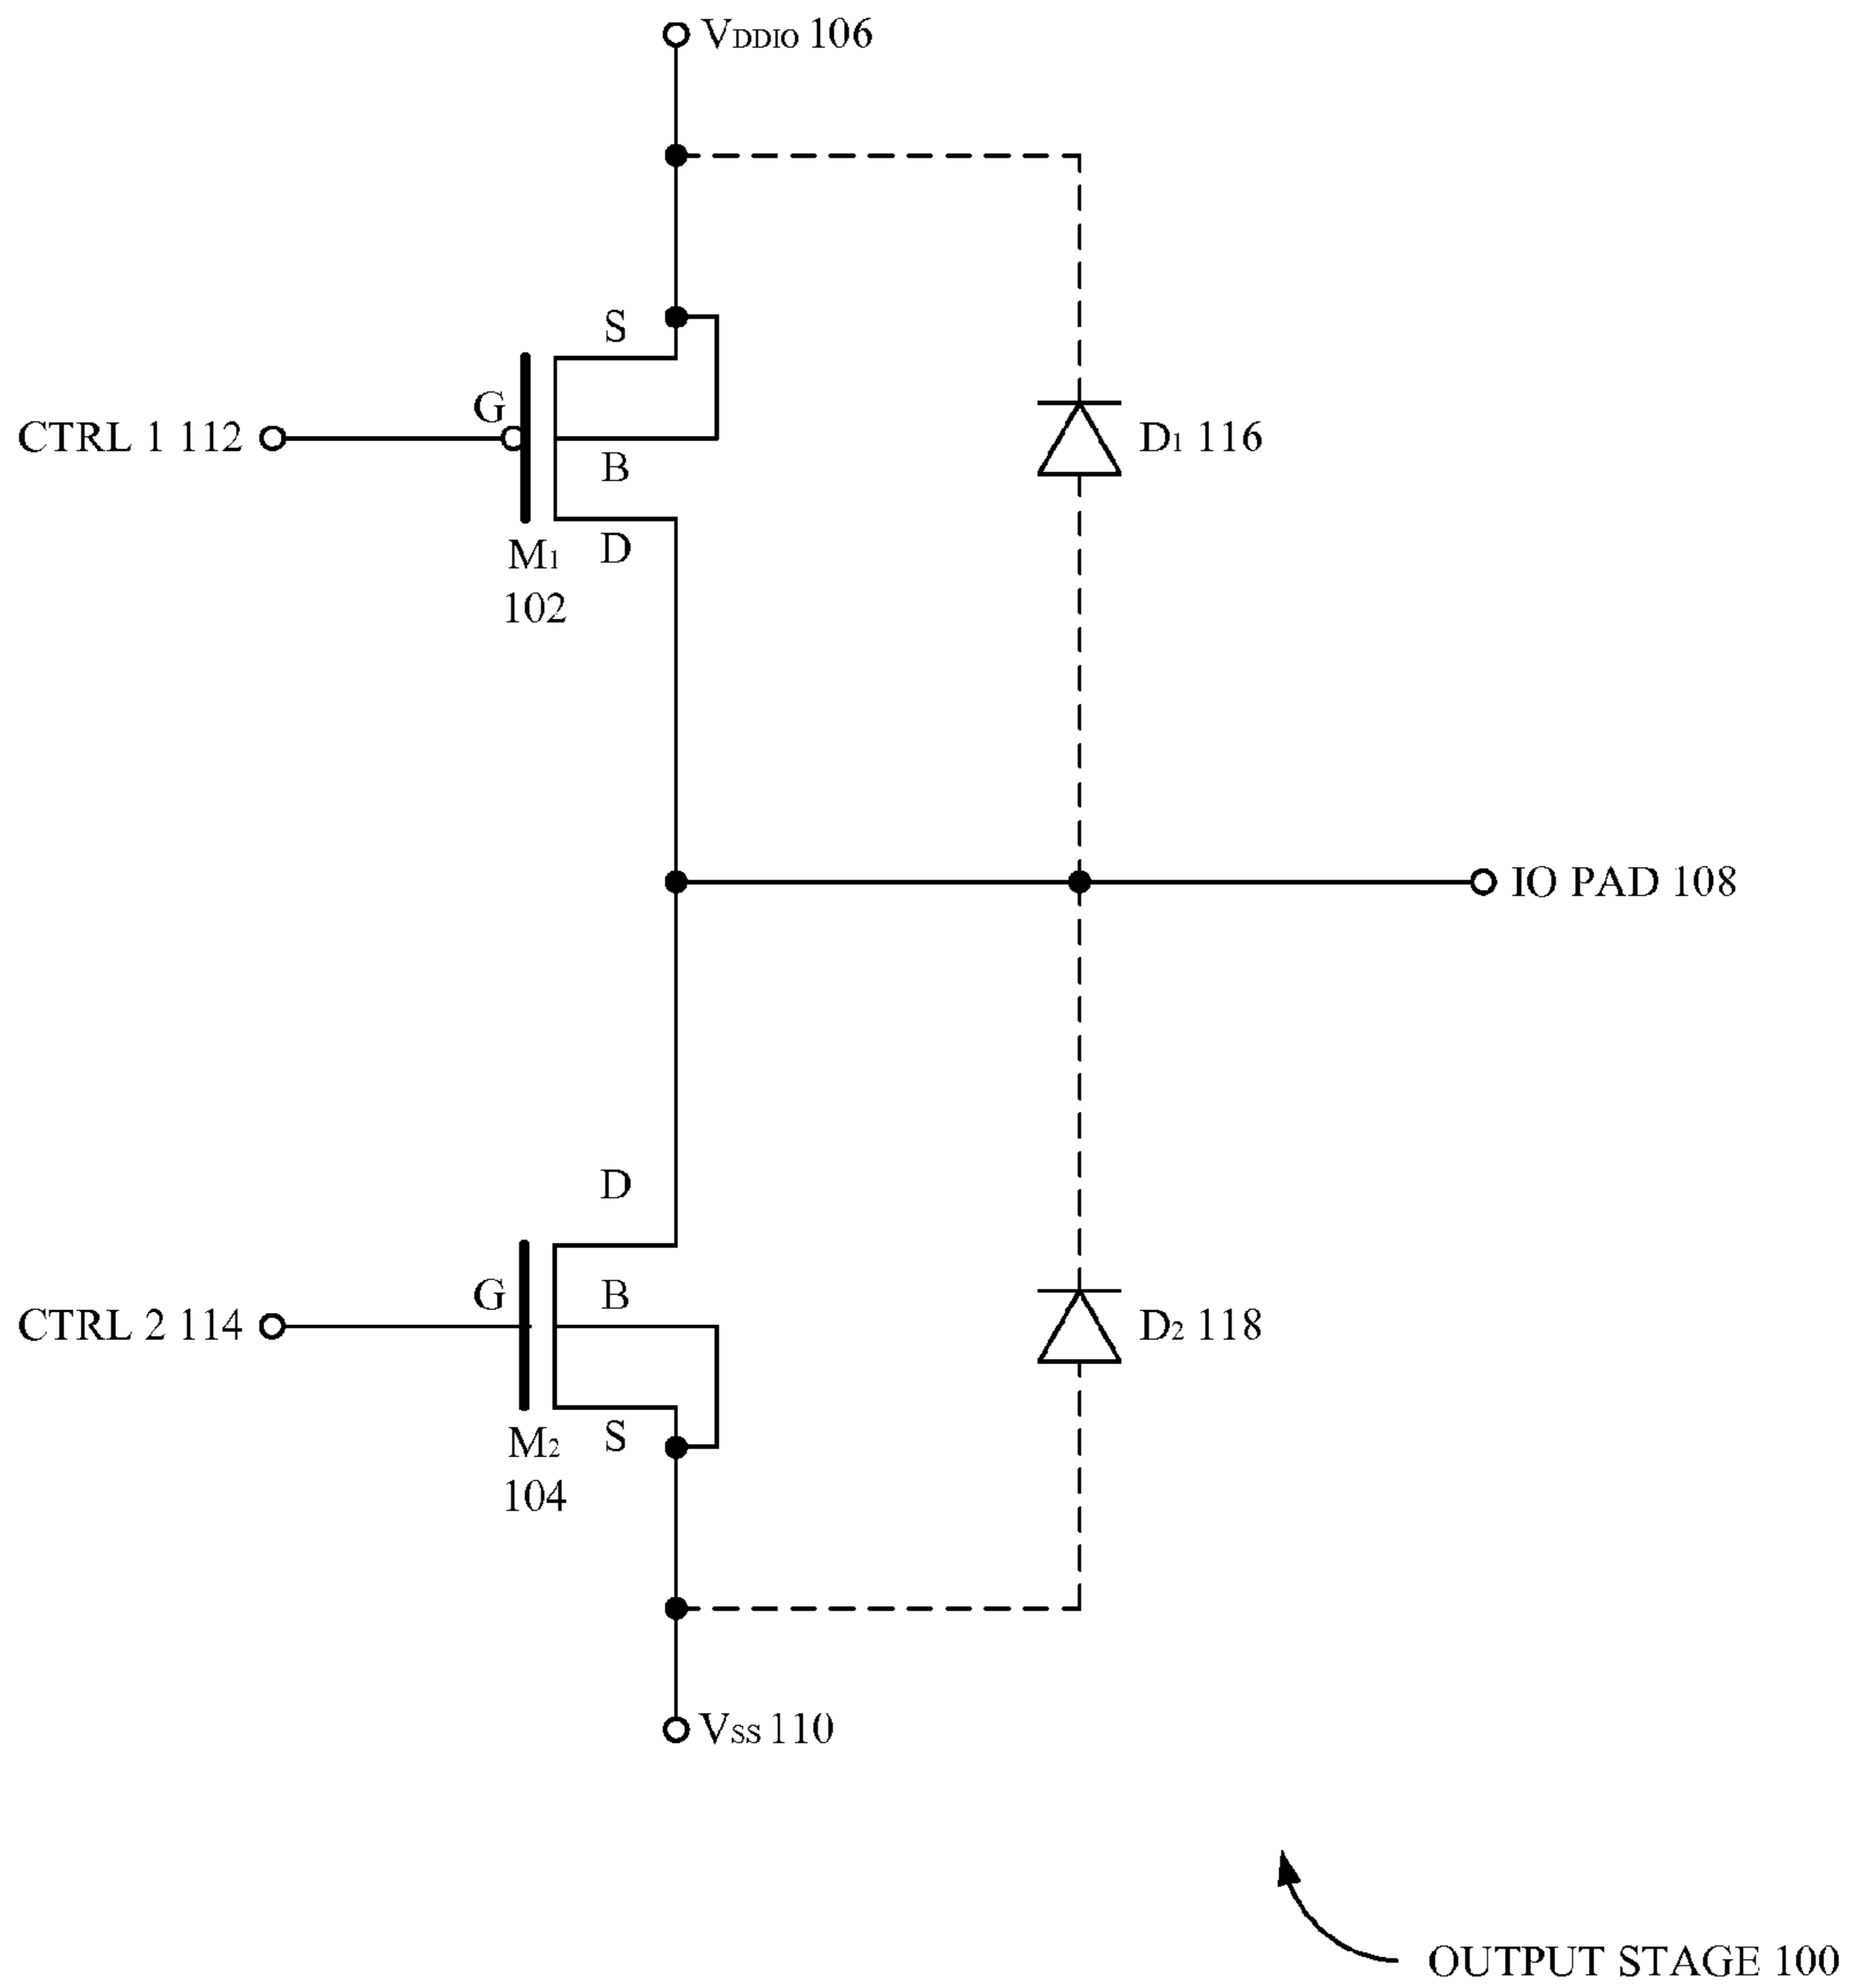 VDDIO 106
S
G
CTRL 1 112
B
D1 116
D
M1
102
IO PAD 108
D
G
B
CTRL 2 114
D2 118
S
M2
104
VSS 110
OUTPUT STAGE 100